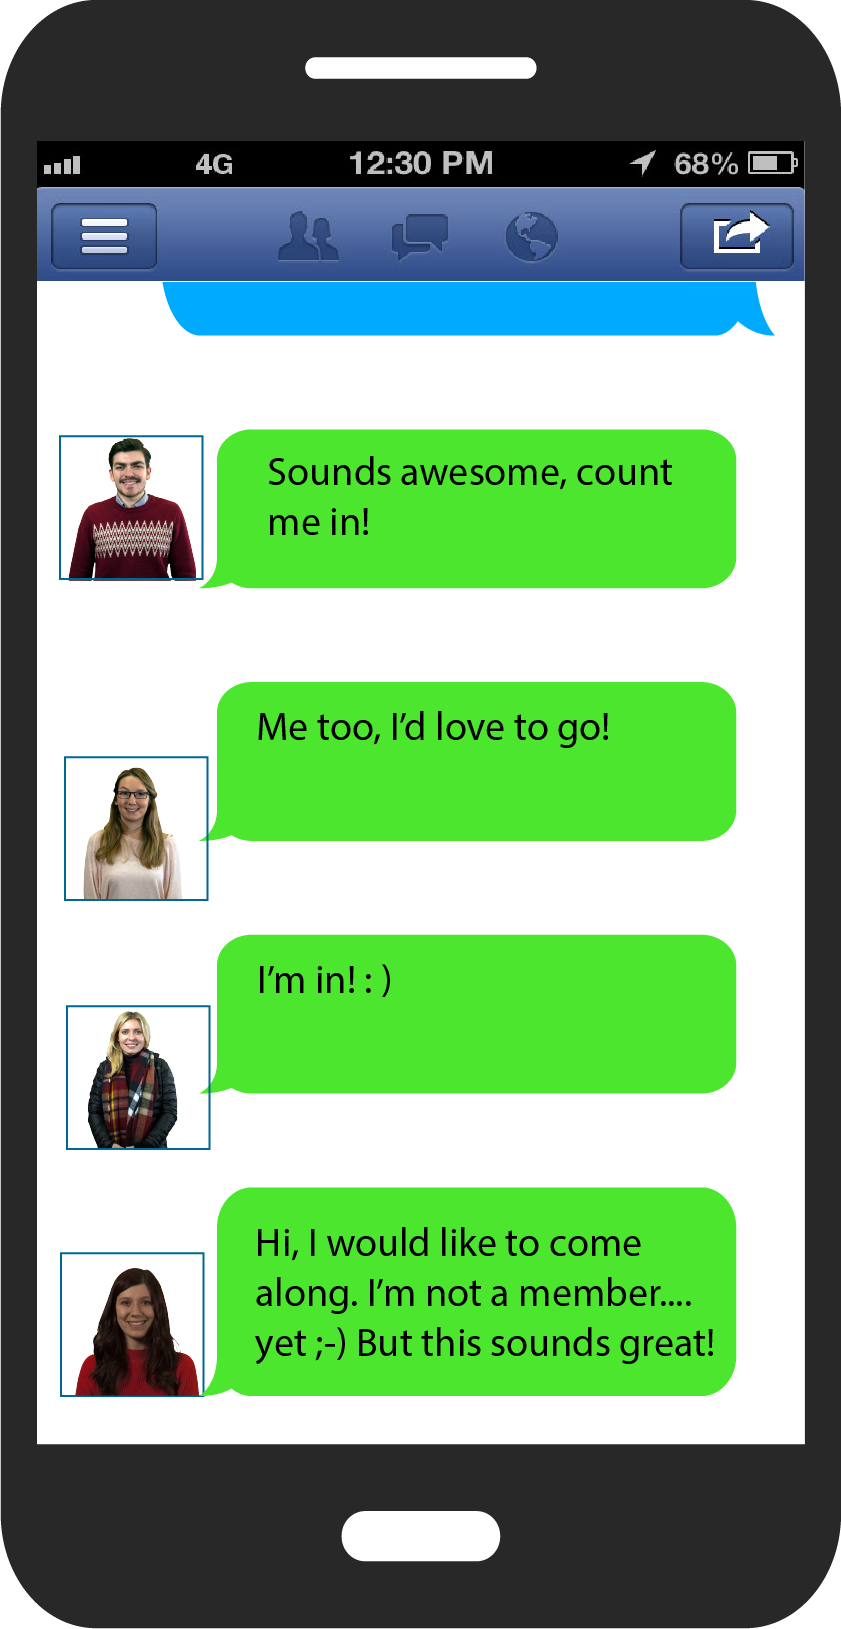 4G 12:30 PM 68%
Sounds awesome, count
me in!
Me too, I’d love to go!
I’m in! : )
Hi, I would like to come
along. I’m not a member....
yet ;-) But this sounds great!